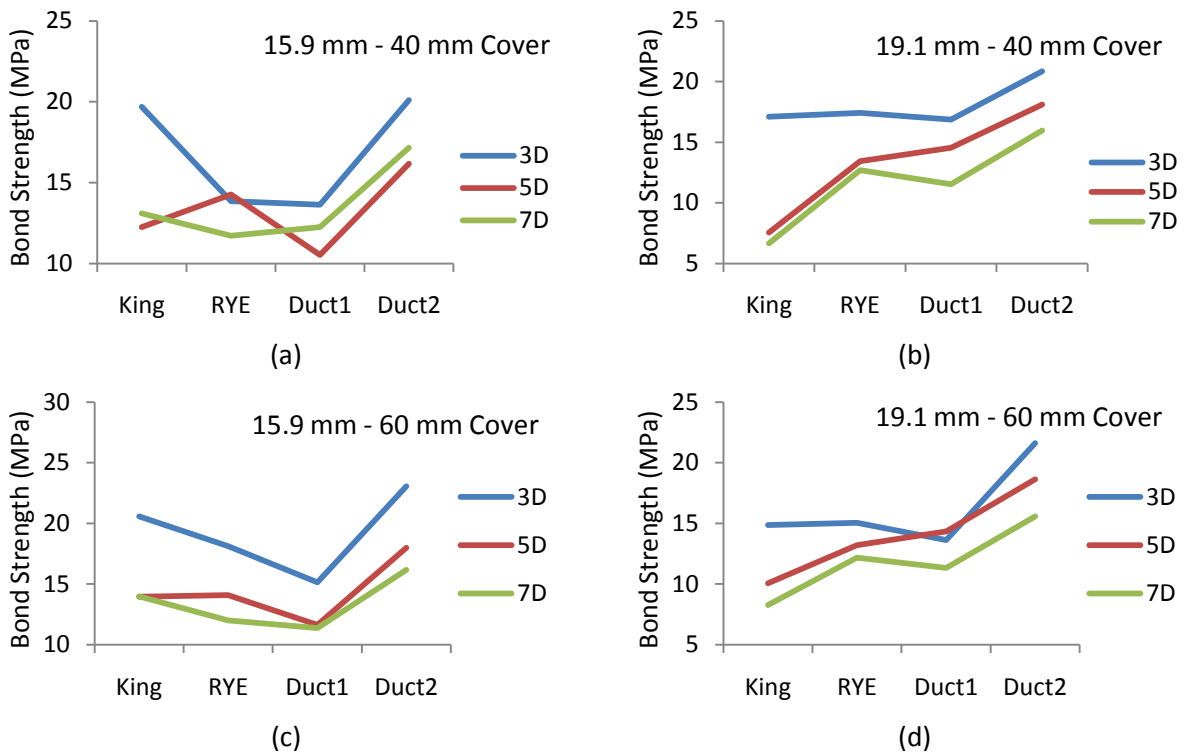 15.9 mm - 40 mm Cover
Bond Strength (MPa)
25
20
15
10
King RYE Duct1 Duct2
3D
5D
7D
(a)
19.1 mm - 40 mm Cover
Bond Strength (MPa)
25
20
15
10
5
King RYE Duct1 Duct2
3D
5D
7D
(b)
15.9 mm - 60 mm Cover
Bond Strength (MPa)
30
25
20
15
10
King RYE Duct1 Duct2
3D
5D
7D
(c)
19.1 mm - 60 mm Cover
Bond Strength (MPa)
25
20
15
10
5
King RYE Duct1 Duct2
3D
5D
7D
(d)